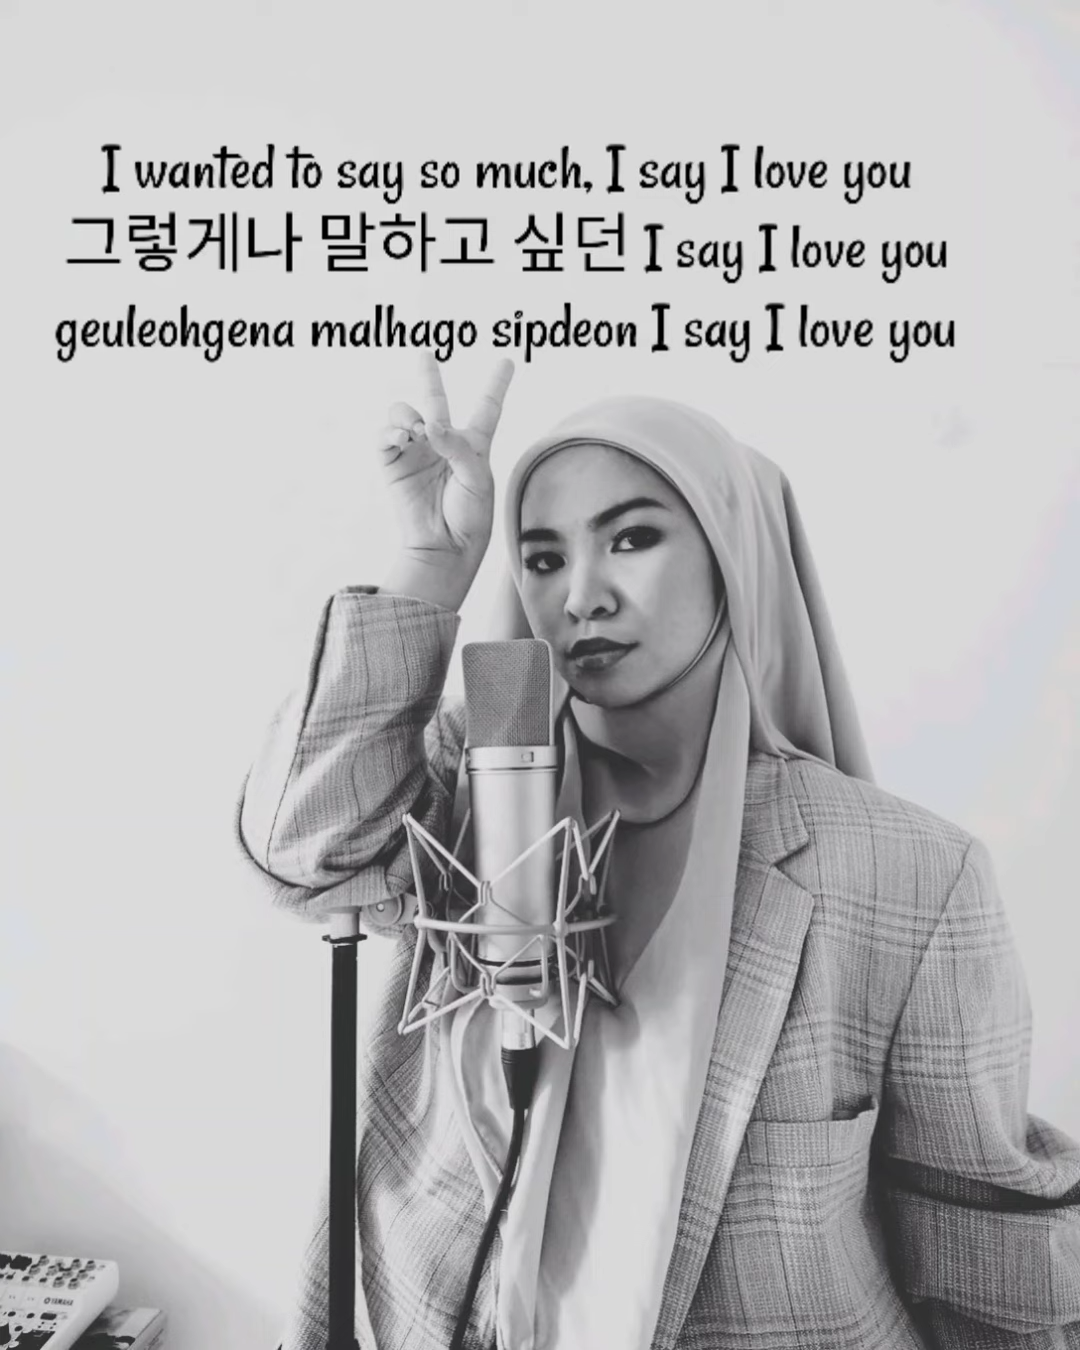 I wanted to say so much, I say I love you
그렇게나 말하고 싶던 I say I love you
geuleohgena malhago sipdeon I say I love you
YAMAHA